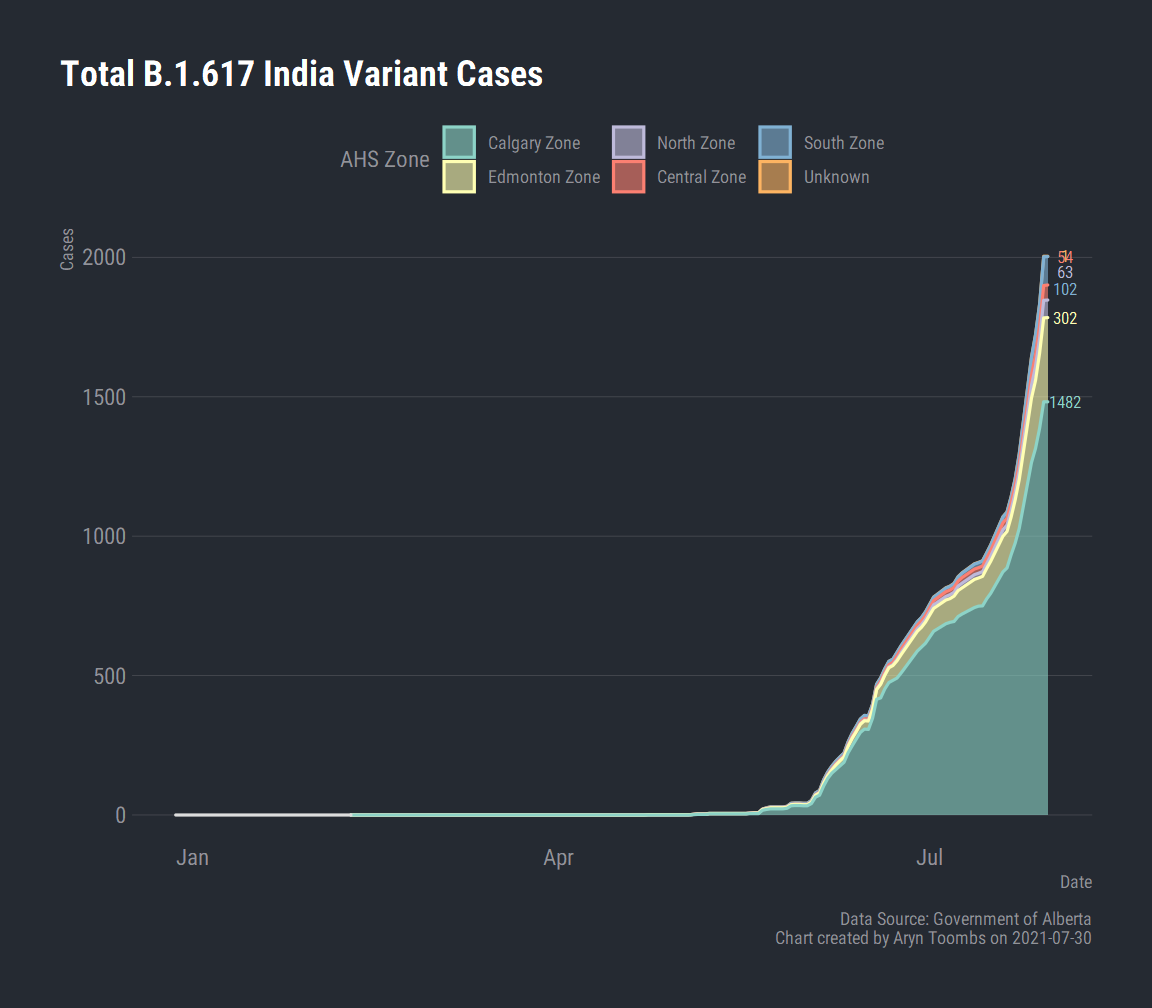 Total B.1.617 India Variant Cases
AHS Zone
Calgary Zone
North Zone
South Zone
Edmonton Zone
Central Zone
Unknown
Cases
2000
1500
1000
500
0
54
63
102
302
1482
Jan
Apr
Jul
Date
Data Source: Government of Alberta
Chart created by Aryn Toombs on 2021-07-30